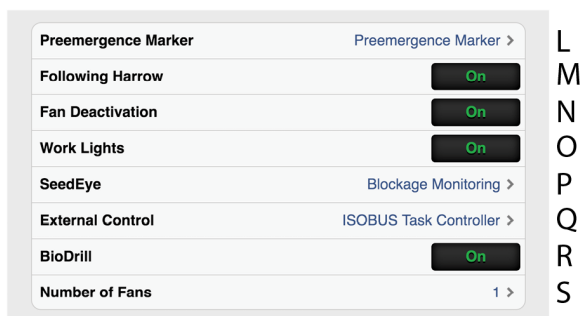 Preemergence Marker Preemergence Marker > L
Following Harrow On M
Fan Deactivation On N
Work Lights On O
SeedEye Blockage Monitoring > P
External Control ISOBUS Task Controller > Q
BioDrill On R
Number of Fans 1 > S